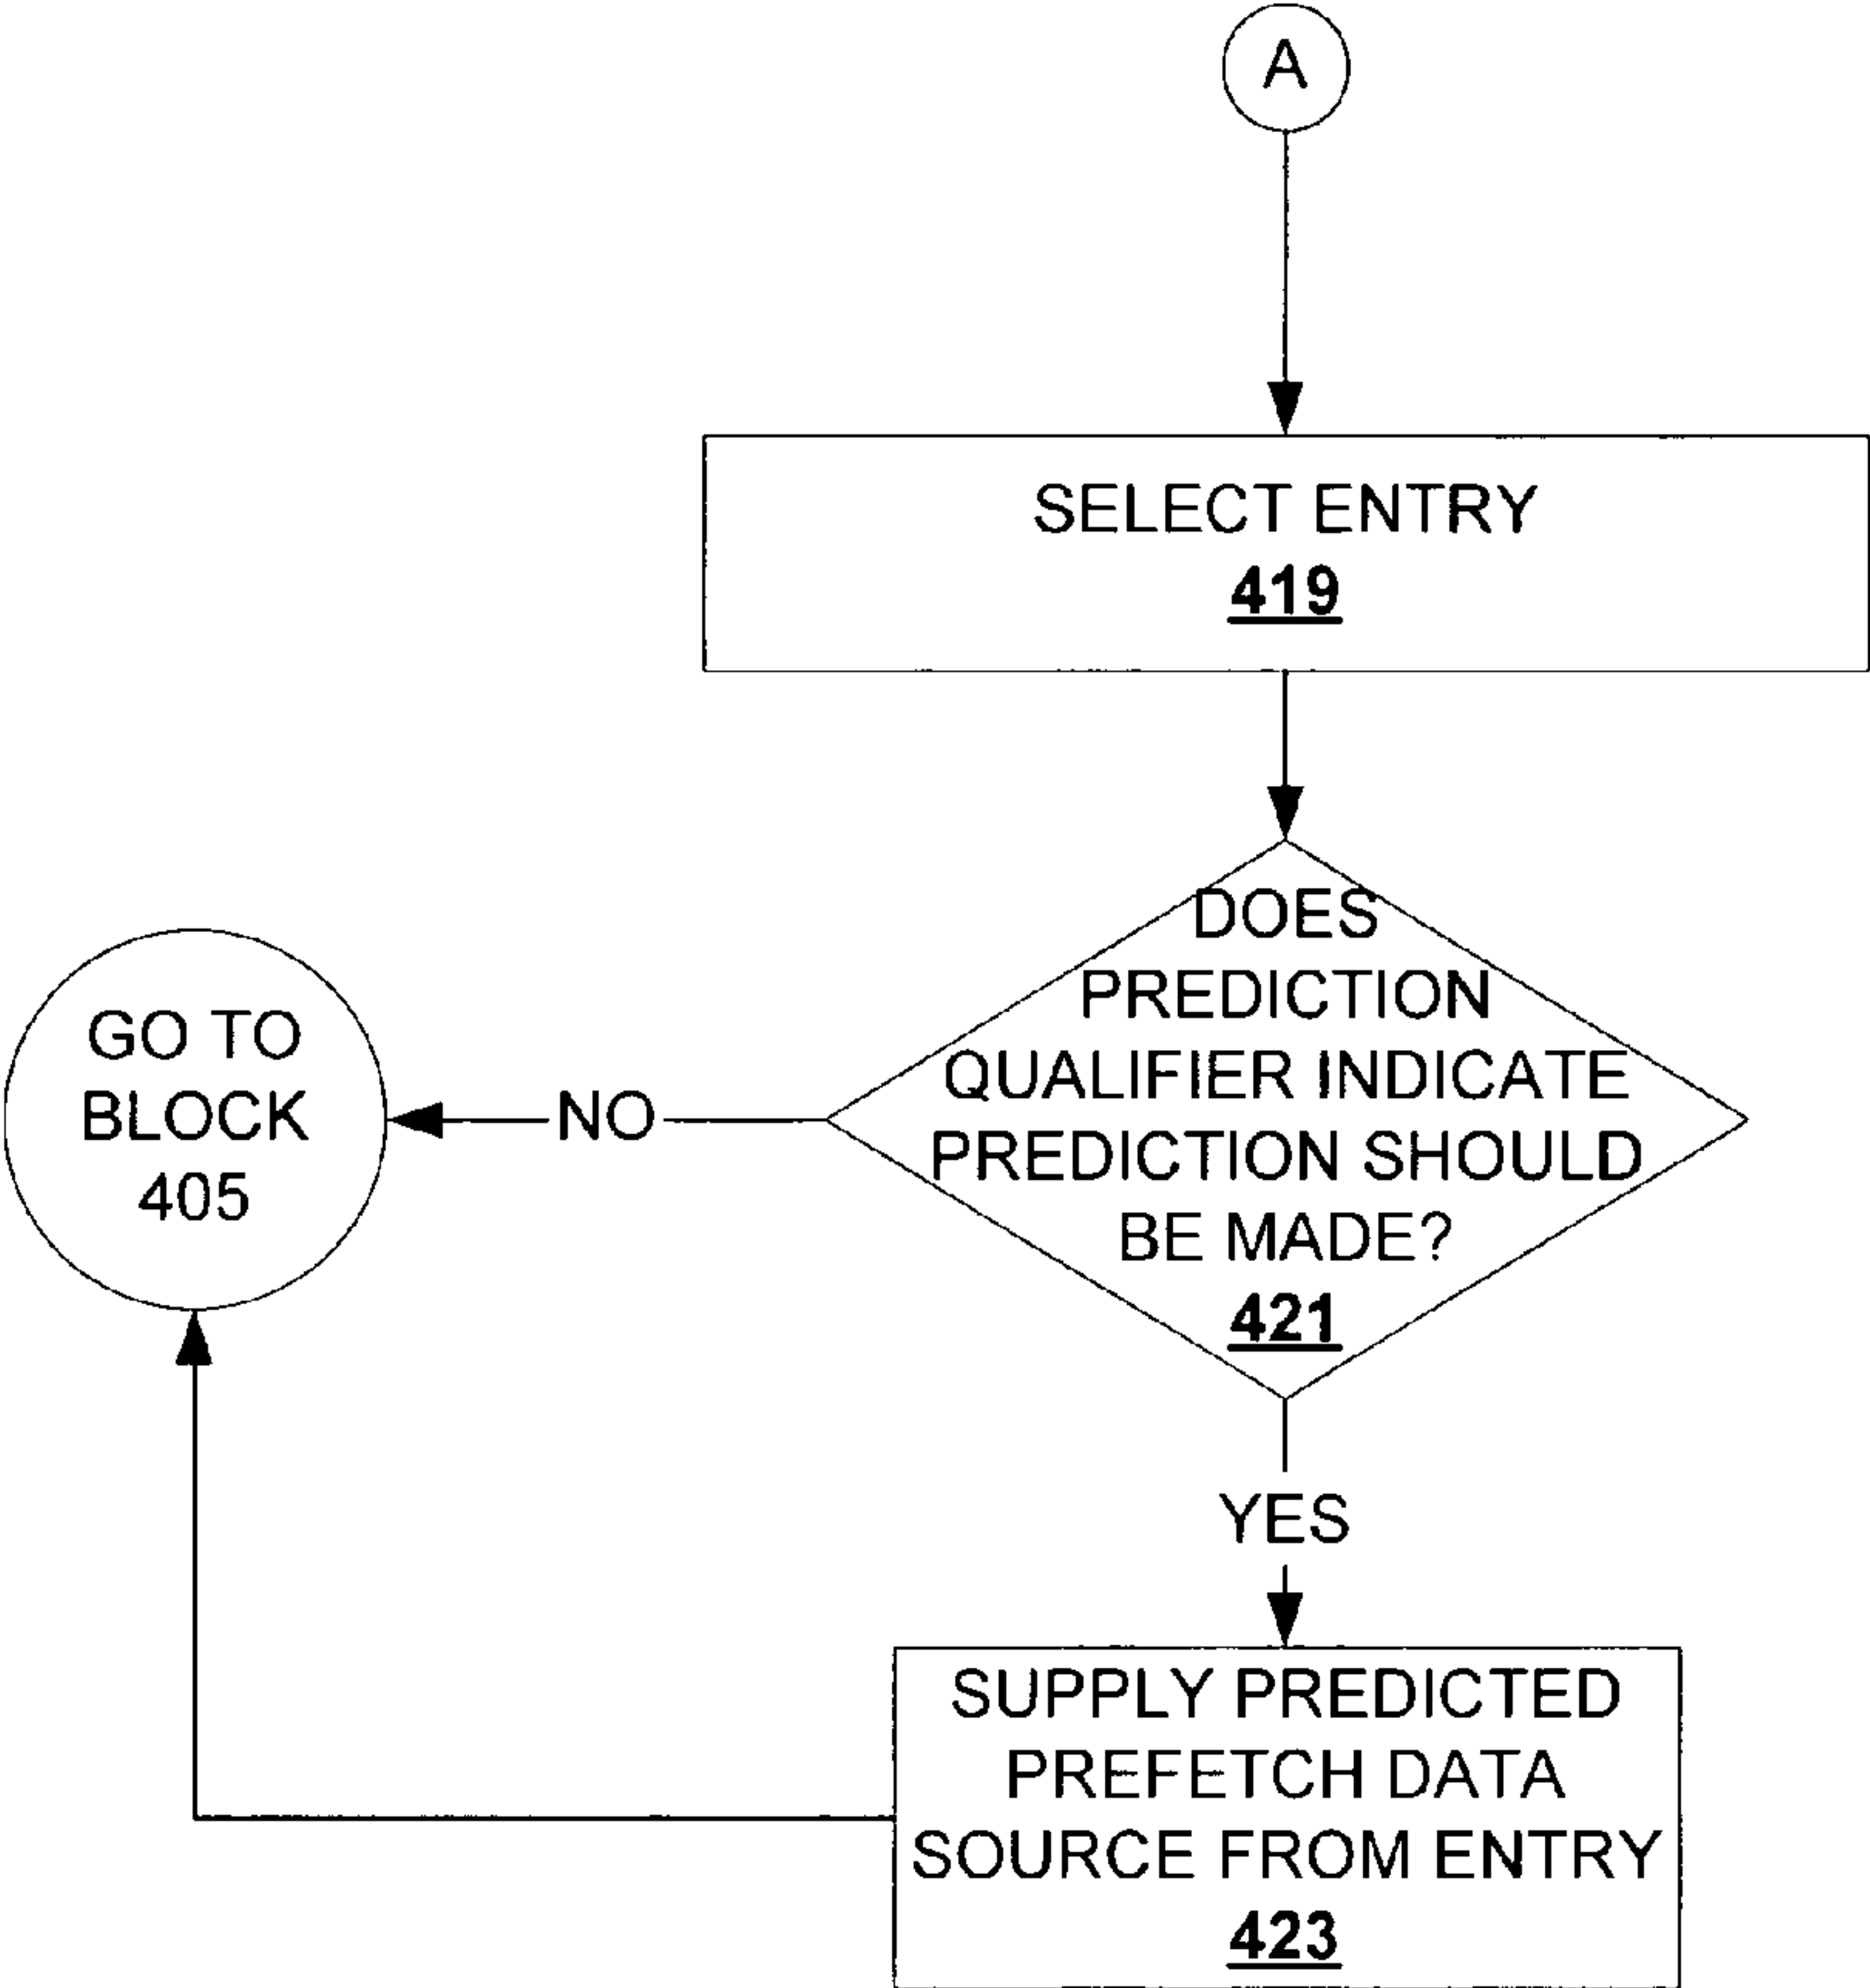 A
SELECT ENTRY
419
DOES
PREDICTION
QUALIFIER INDICATE
PREDICTION SHOULD
BE MADE?
421
NO
GO TO
BLOCK
405
YES
SUPPLY PREDICTED
PREFETCH DATA
SOURCE FROM ENTRY
423